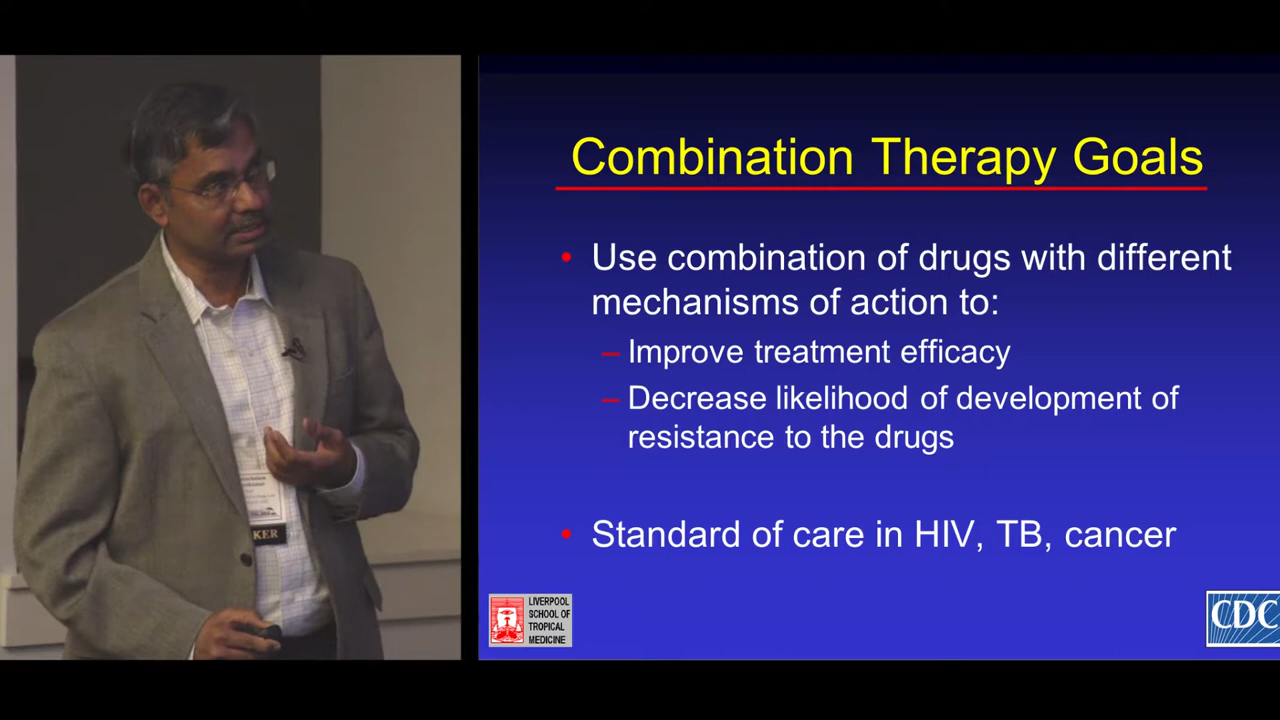 Combination Therapy Goals
• Use combination of drugs with different
mechanisms of action to:
– Improve treatment efficacy
– Decrease likelihood of development of
resistance to the drugs
• Standard of care in HIV, TB, cancer
LIVERPOOL
SCHOOL OF
TROPICAL
MEDICINE
CDC
KER